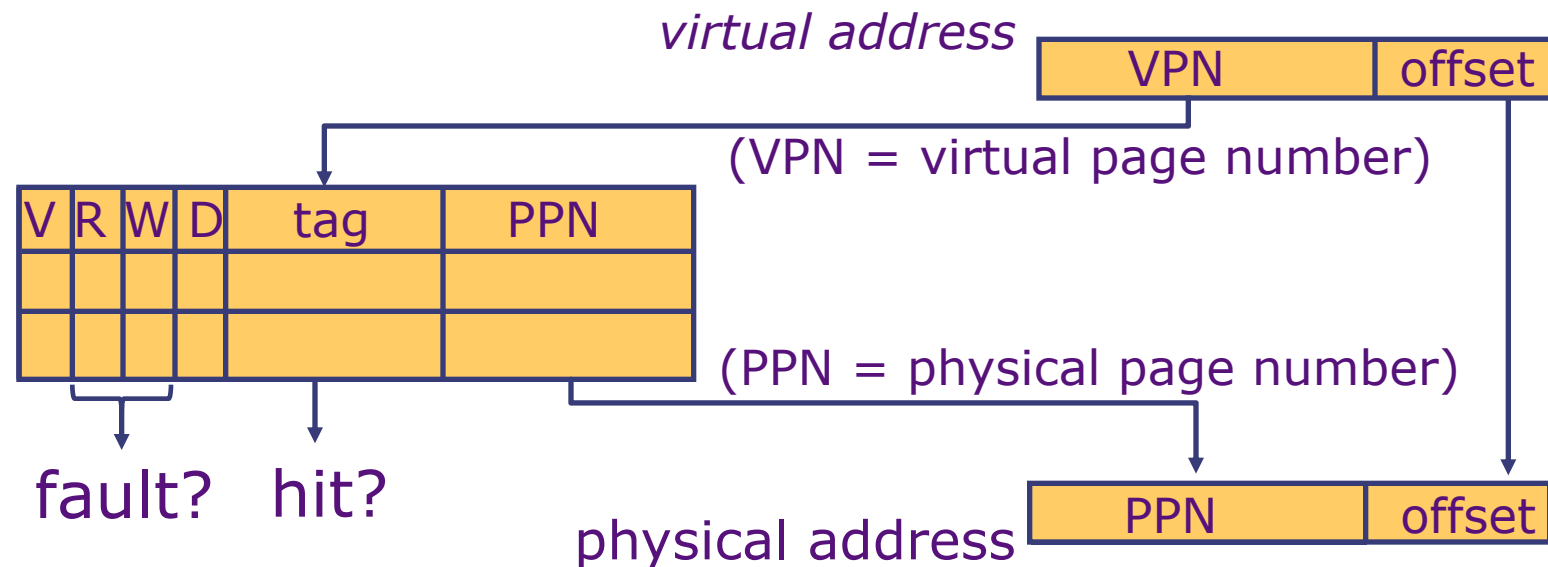 virtual address
VPN offset
(VPN = virtual page number)
V R W D tag PPN
(PPN = physical page number)
fault? hit?
PPN offset
physical address